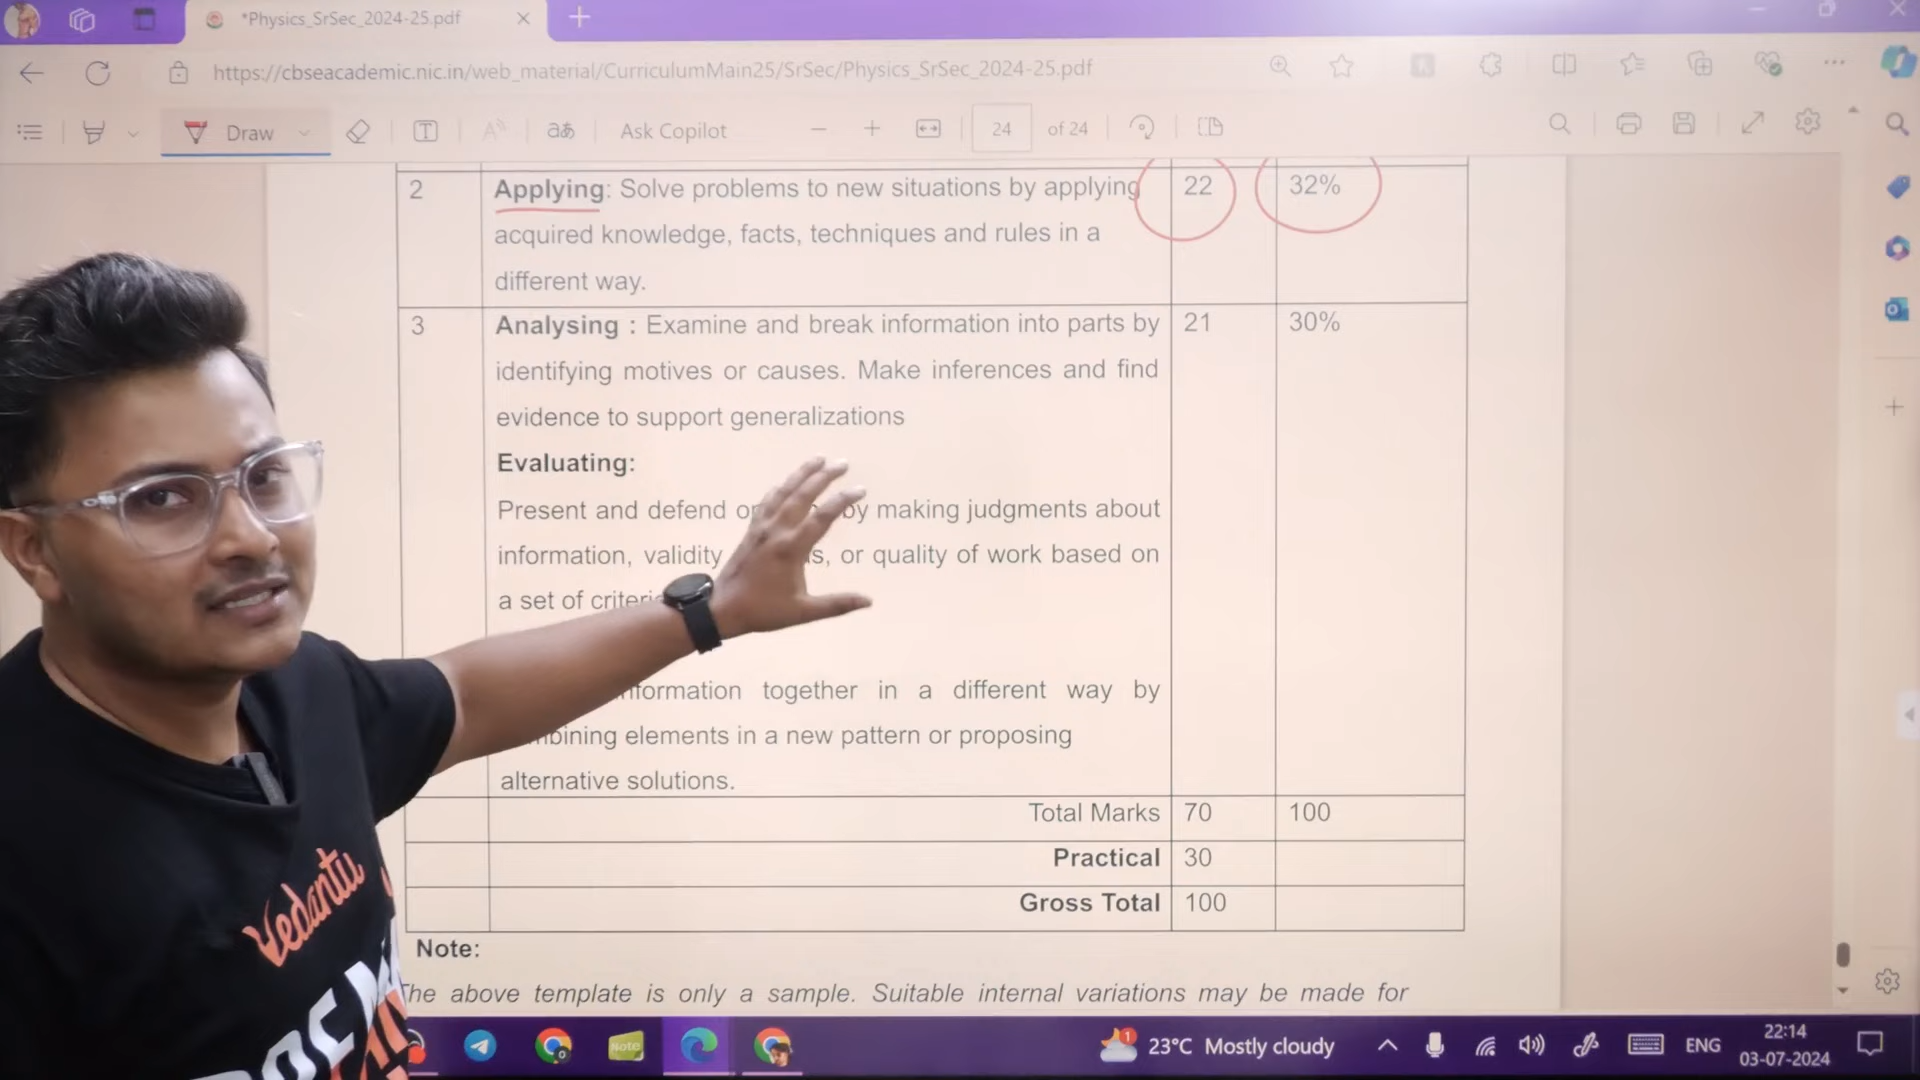 *Physics_SrSec_2024-25.pdf
https://cbseacademic.nic.in/web_material/CurriculumMain25/SrSec/Physics_SrSec_2024-25.pdf
Draw
T
aあ
Ask Copilot
24
of 24
2
Applying: Solve problems to new situations by applying
22
32%
acquired knowledge, facts, techniques and rules in a
different way.
3
Analysing : Examine and break information into parts by
21
30%
identifying motives or causes. Make inferences and find
evidence to support generalizations
Evaluating:
Present and defend by making judgments about
information, validity or quality of work based on
a set of
together in a different way by
elements in a new pattern or proposing
alternative solutions.
Total Marks
70
100
Practical
30
Gross Total
100
Note:
The above template is only a sample. Suitable internal variations may be made for
Vedantu
Note
1
23°C Mostly cloudy
ENG
22:14
03-07-2024